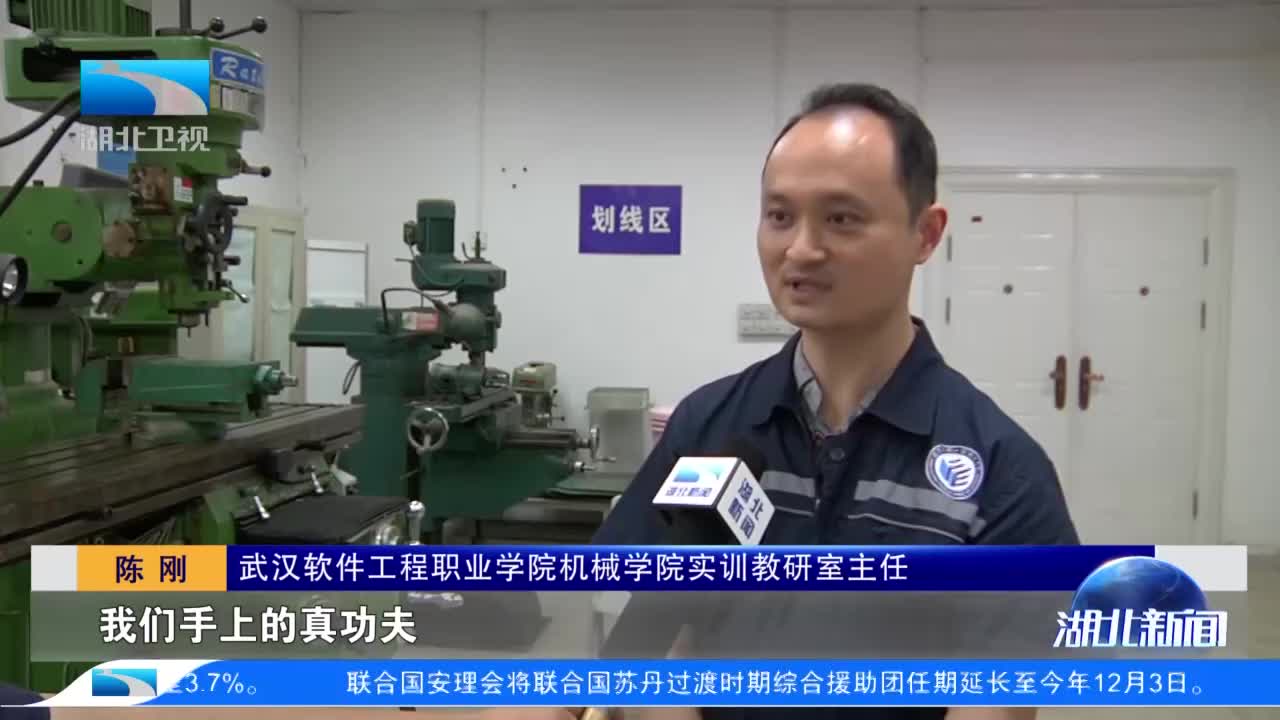 湖北卫视
划线区
湖北新闻
湖北新闻
陈刚
武汉软件工程职业学院机械学院实训教研室主任
我们手上的真功夫
湖北新闻
3.7%。 联合国安理会将联合国苏丹过渡时期综合援助团任期延长至今年12月3日。